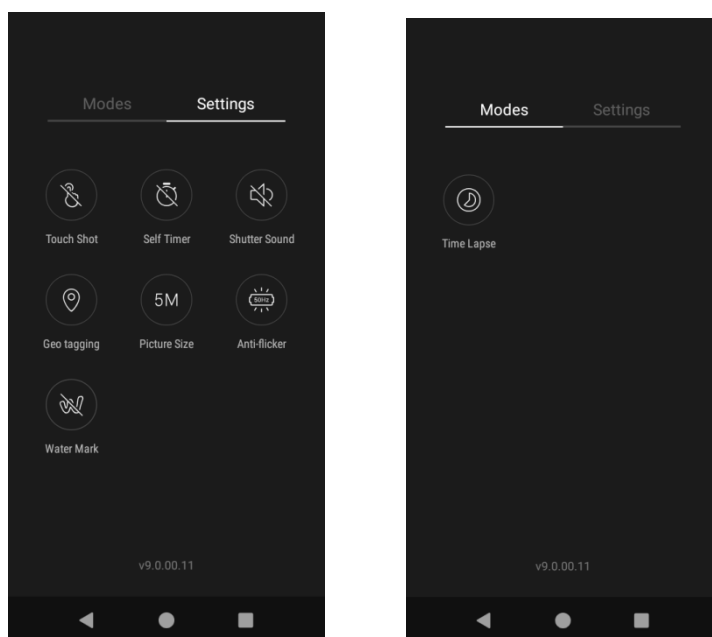 Modes Settings
Touch Shot Self Timer Shutter Sound
5M 50Hz
Geo tagging Picture Size Anti-flicker
Water Mark
v9.0.00.11
Modes Settings
Time Lapse
v9.0.00.11